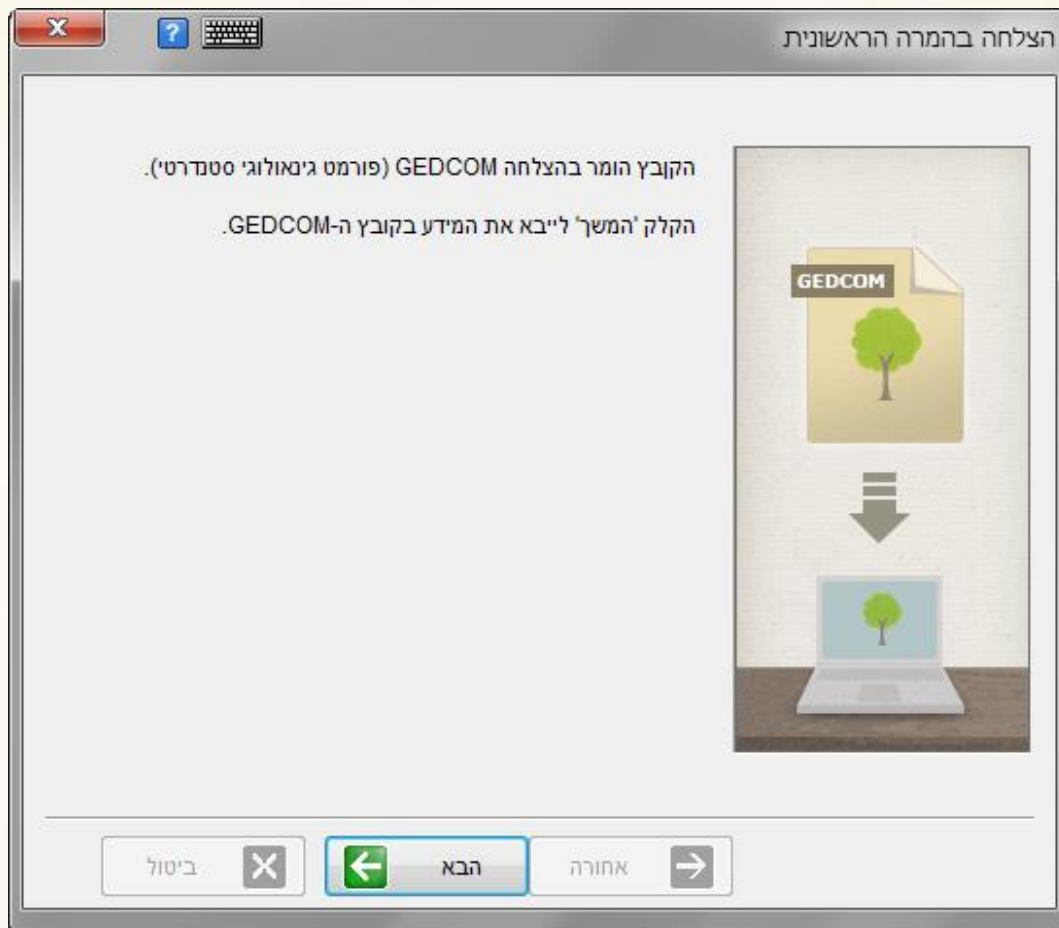 הצלחה בהמרה הראשונית
הקובץ הומר בהצלחה GEDCOM (פורמט גינאולוגי סטנדרטי).
הקלק 'המשך' לייבא את המידע בקובץ ה-GEDCOM.
GEDCOM
אחורה
הבא
ביטול